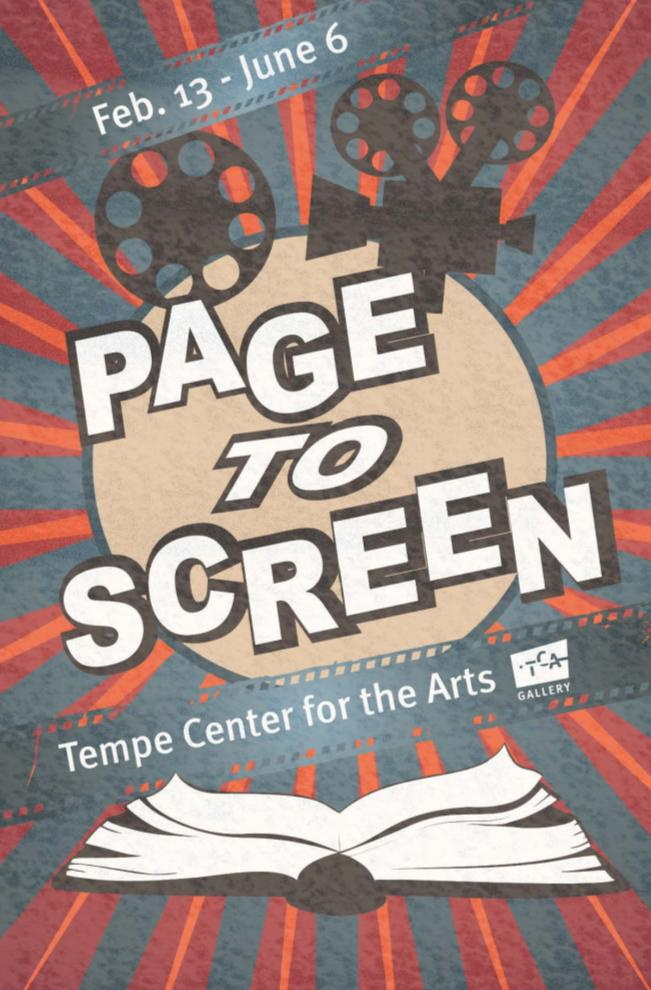 Feb. 13 - June 6
PAGE
TO
SCREEN
Tempe Center for the Arts
TCA
GALLERY